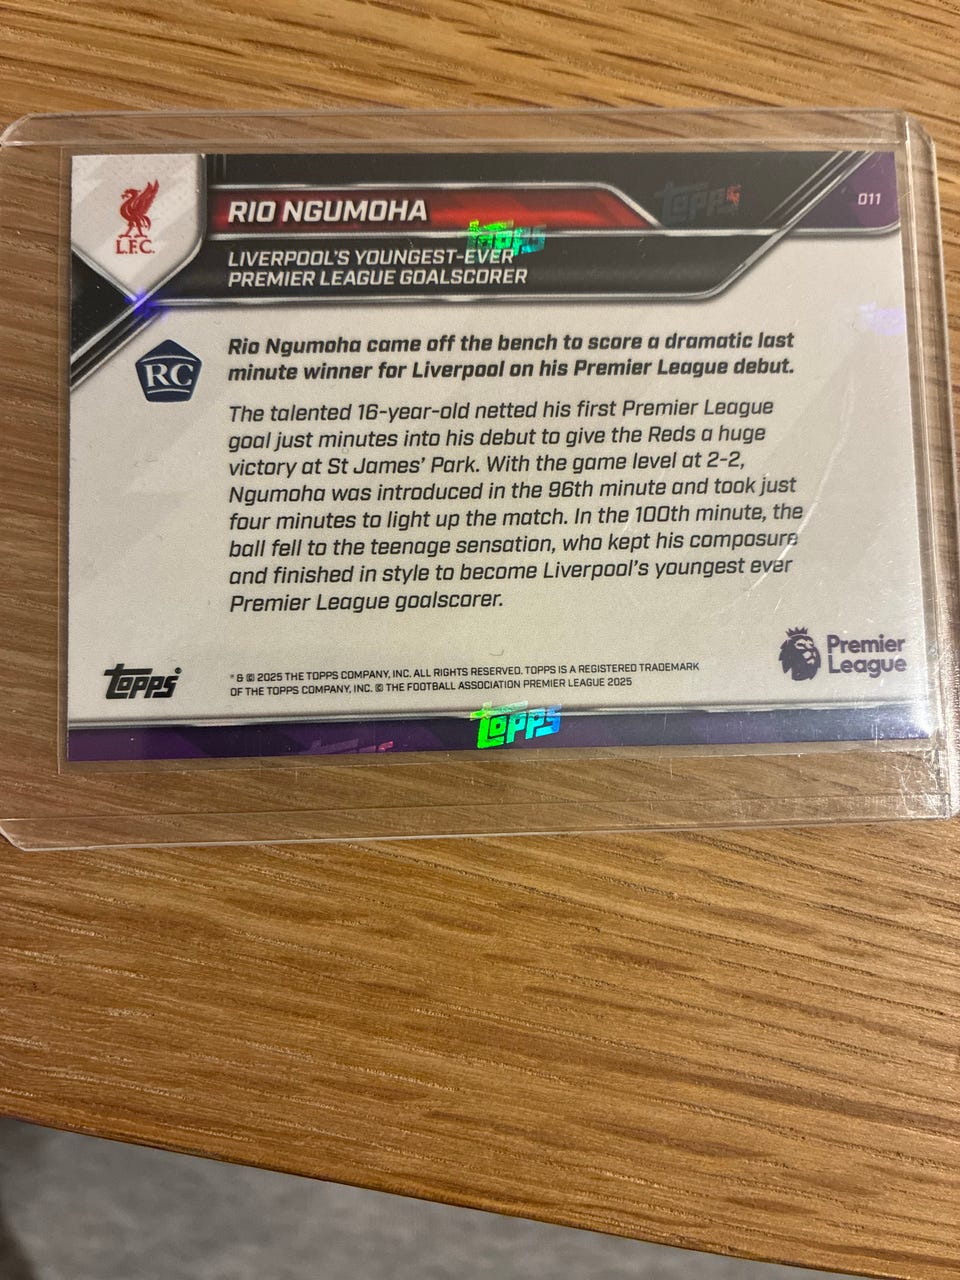 L.F.C.
RIO NGUMOHA
Topps
011
Topps
LIVERPOOL'S YOUNGEST-EVER
PREMIER LEAGUE GOALSCORER
RC
Rio Ngumoha came off the bench to score a dramatic last
minute winner for Liverpool on his Premier League debut.
The talented 16-year-old netted his first Premier League
goal just minutes into his debut to give the Reds a huge
victory at St James' Park. With the game level at 2-2,
Ngumoha was introduced in the 96th minute and took just
four minutes to light up the match. In the 100th minute, the
ball fell to the teenage sensation, who kept his composure
and finished in style to become Liverpool's youngest ever
Premier League goalscorer.
Topps®
® & © 2025 THE TOPPS COMPANY, INC. ALL RIGHTS RESERVED. TOPPS IS A REGISTERED TRADEMARK
OF THE TOPPS COMPANY, INC. © THE FOOTBALL ASSOCIATION PREMIER LEAGUE 2025
Premier
League
Topps